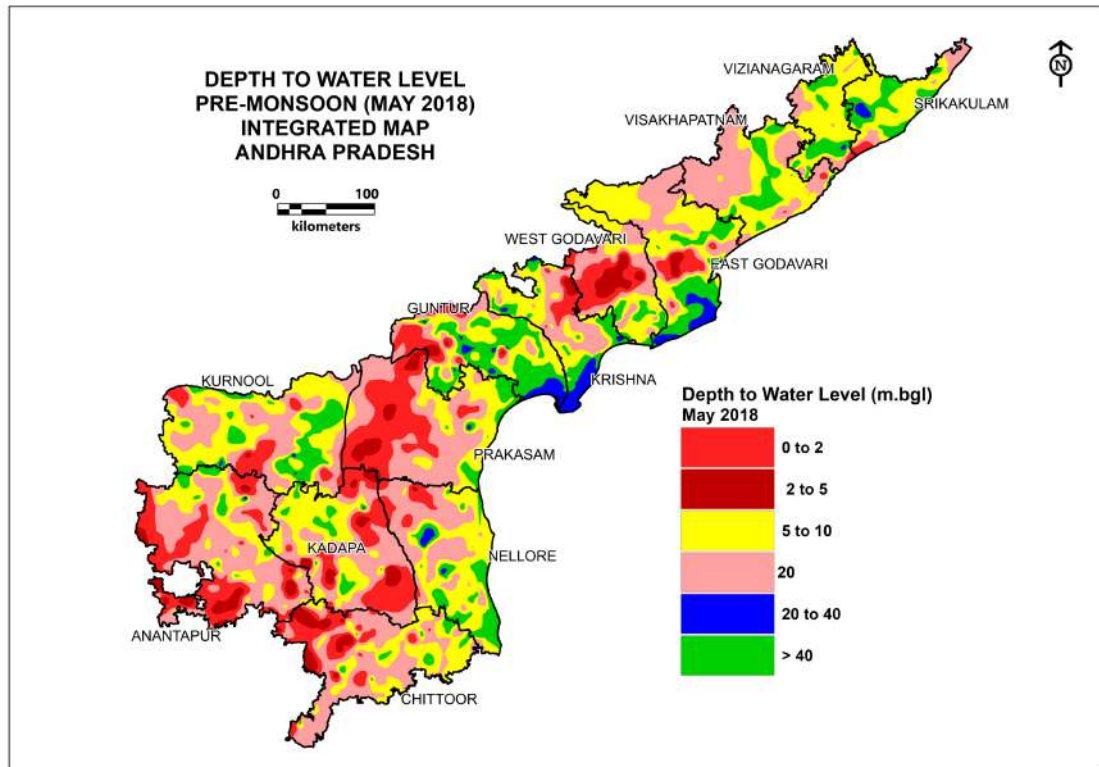 DEPTH TO WATER LEVEL
PRE-MONSOON (MAY 2018)
INTEGRATED MAP
ANDHRA PRADESH
0 100
kilometers
N
VIZIANAGARAM
SRIKAKULAM
VISAKHAPATNAM
WEST GODAVARI
EAST GODAVARI
GUNTUR
KRISHNA
KURNOOL
PRAKASAM
KADAPA
NELLORE
ANANTAPUR
CHITTOOR
Depth to Water Level (m.bgl)
May 2018
0 to 2
2 to 5
5 to 10
20
20 to 40
> 40